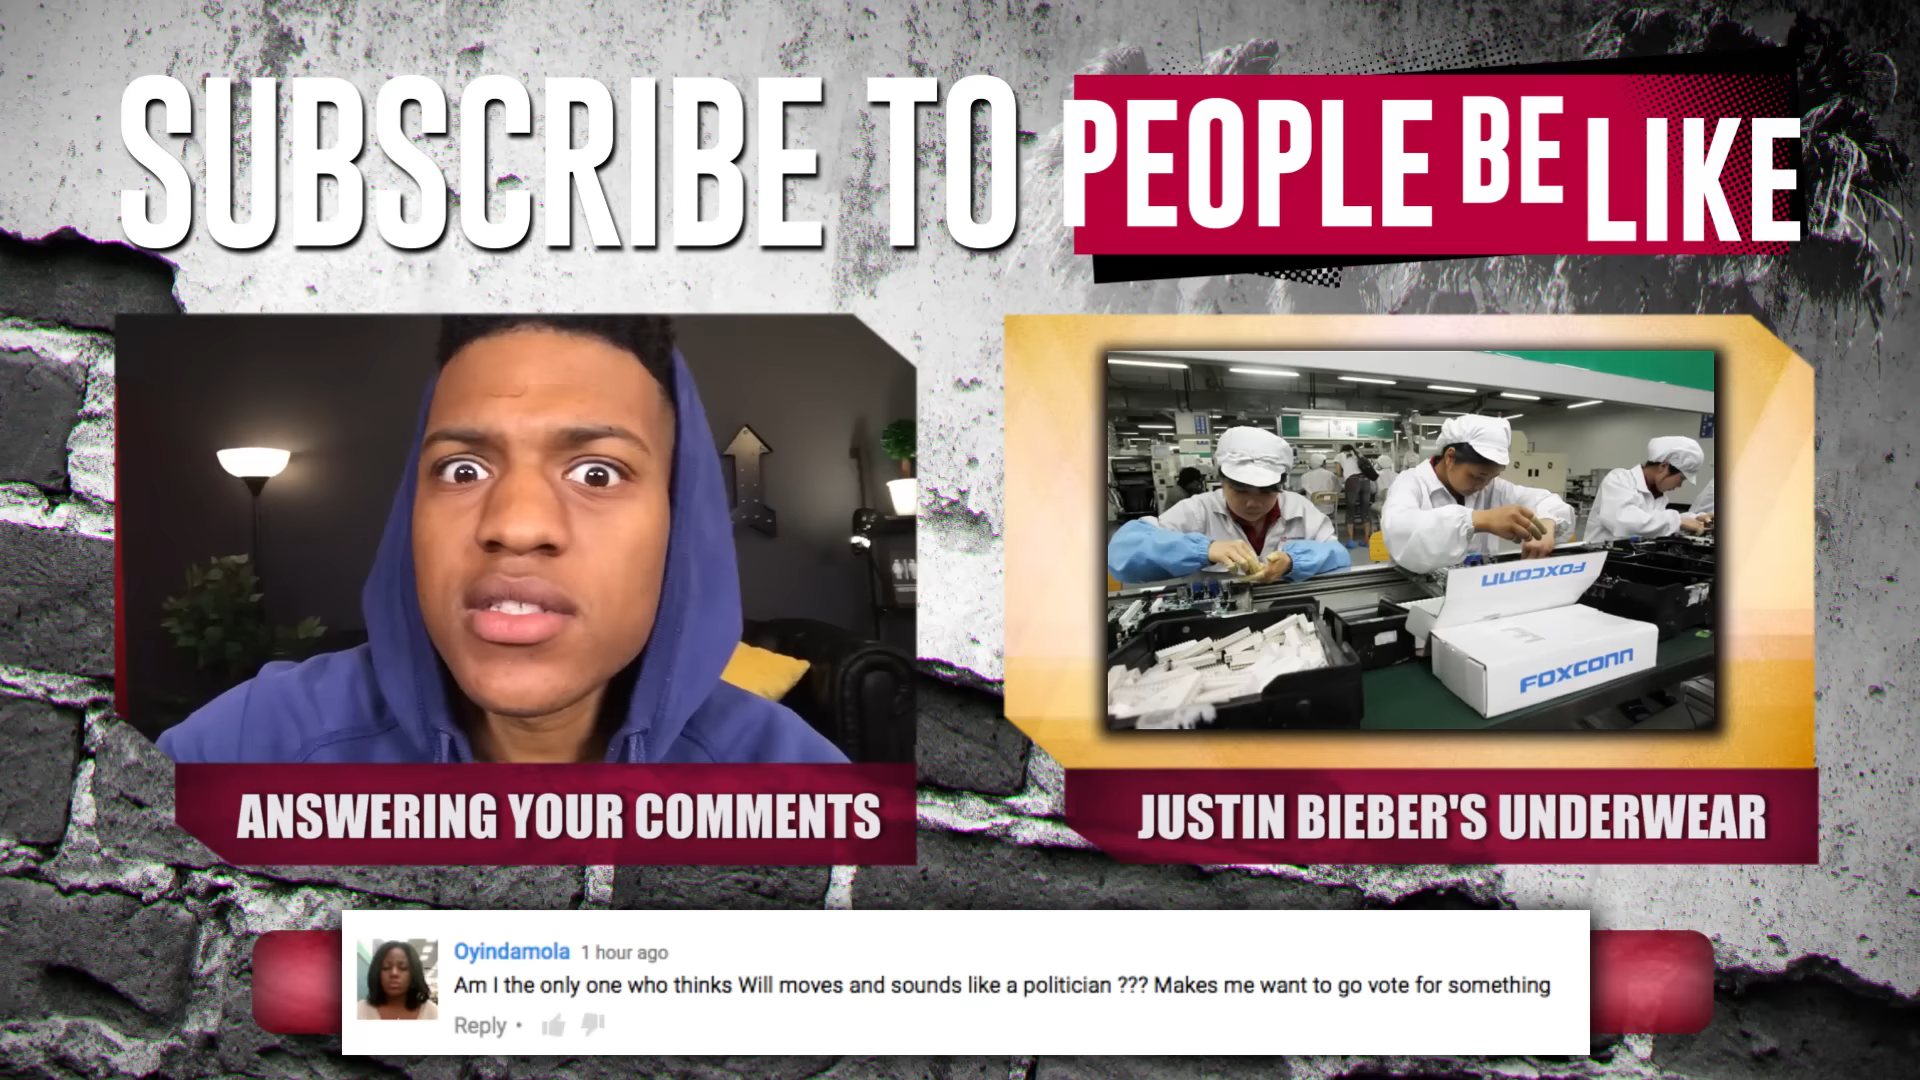 SUBSCRIBE TO PEOPLE BE LIKE
FOXCONN
FOXCONN
ANSWERING YOUR COMMENTS
JUSTIN BIEBER'S UNDERWEAR
Oyindamola 1 hour ago
Am I the only one who thinks Will moves and sounds like a politician ??? Makes me want to go vote for something
Reply •